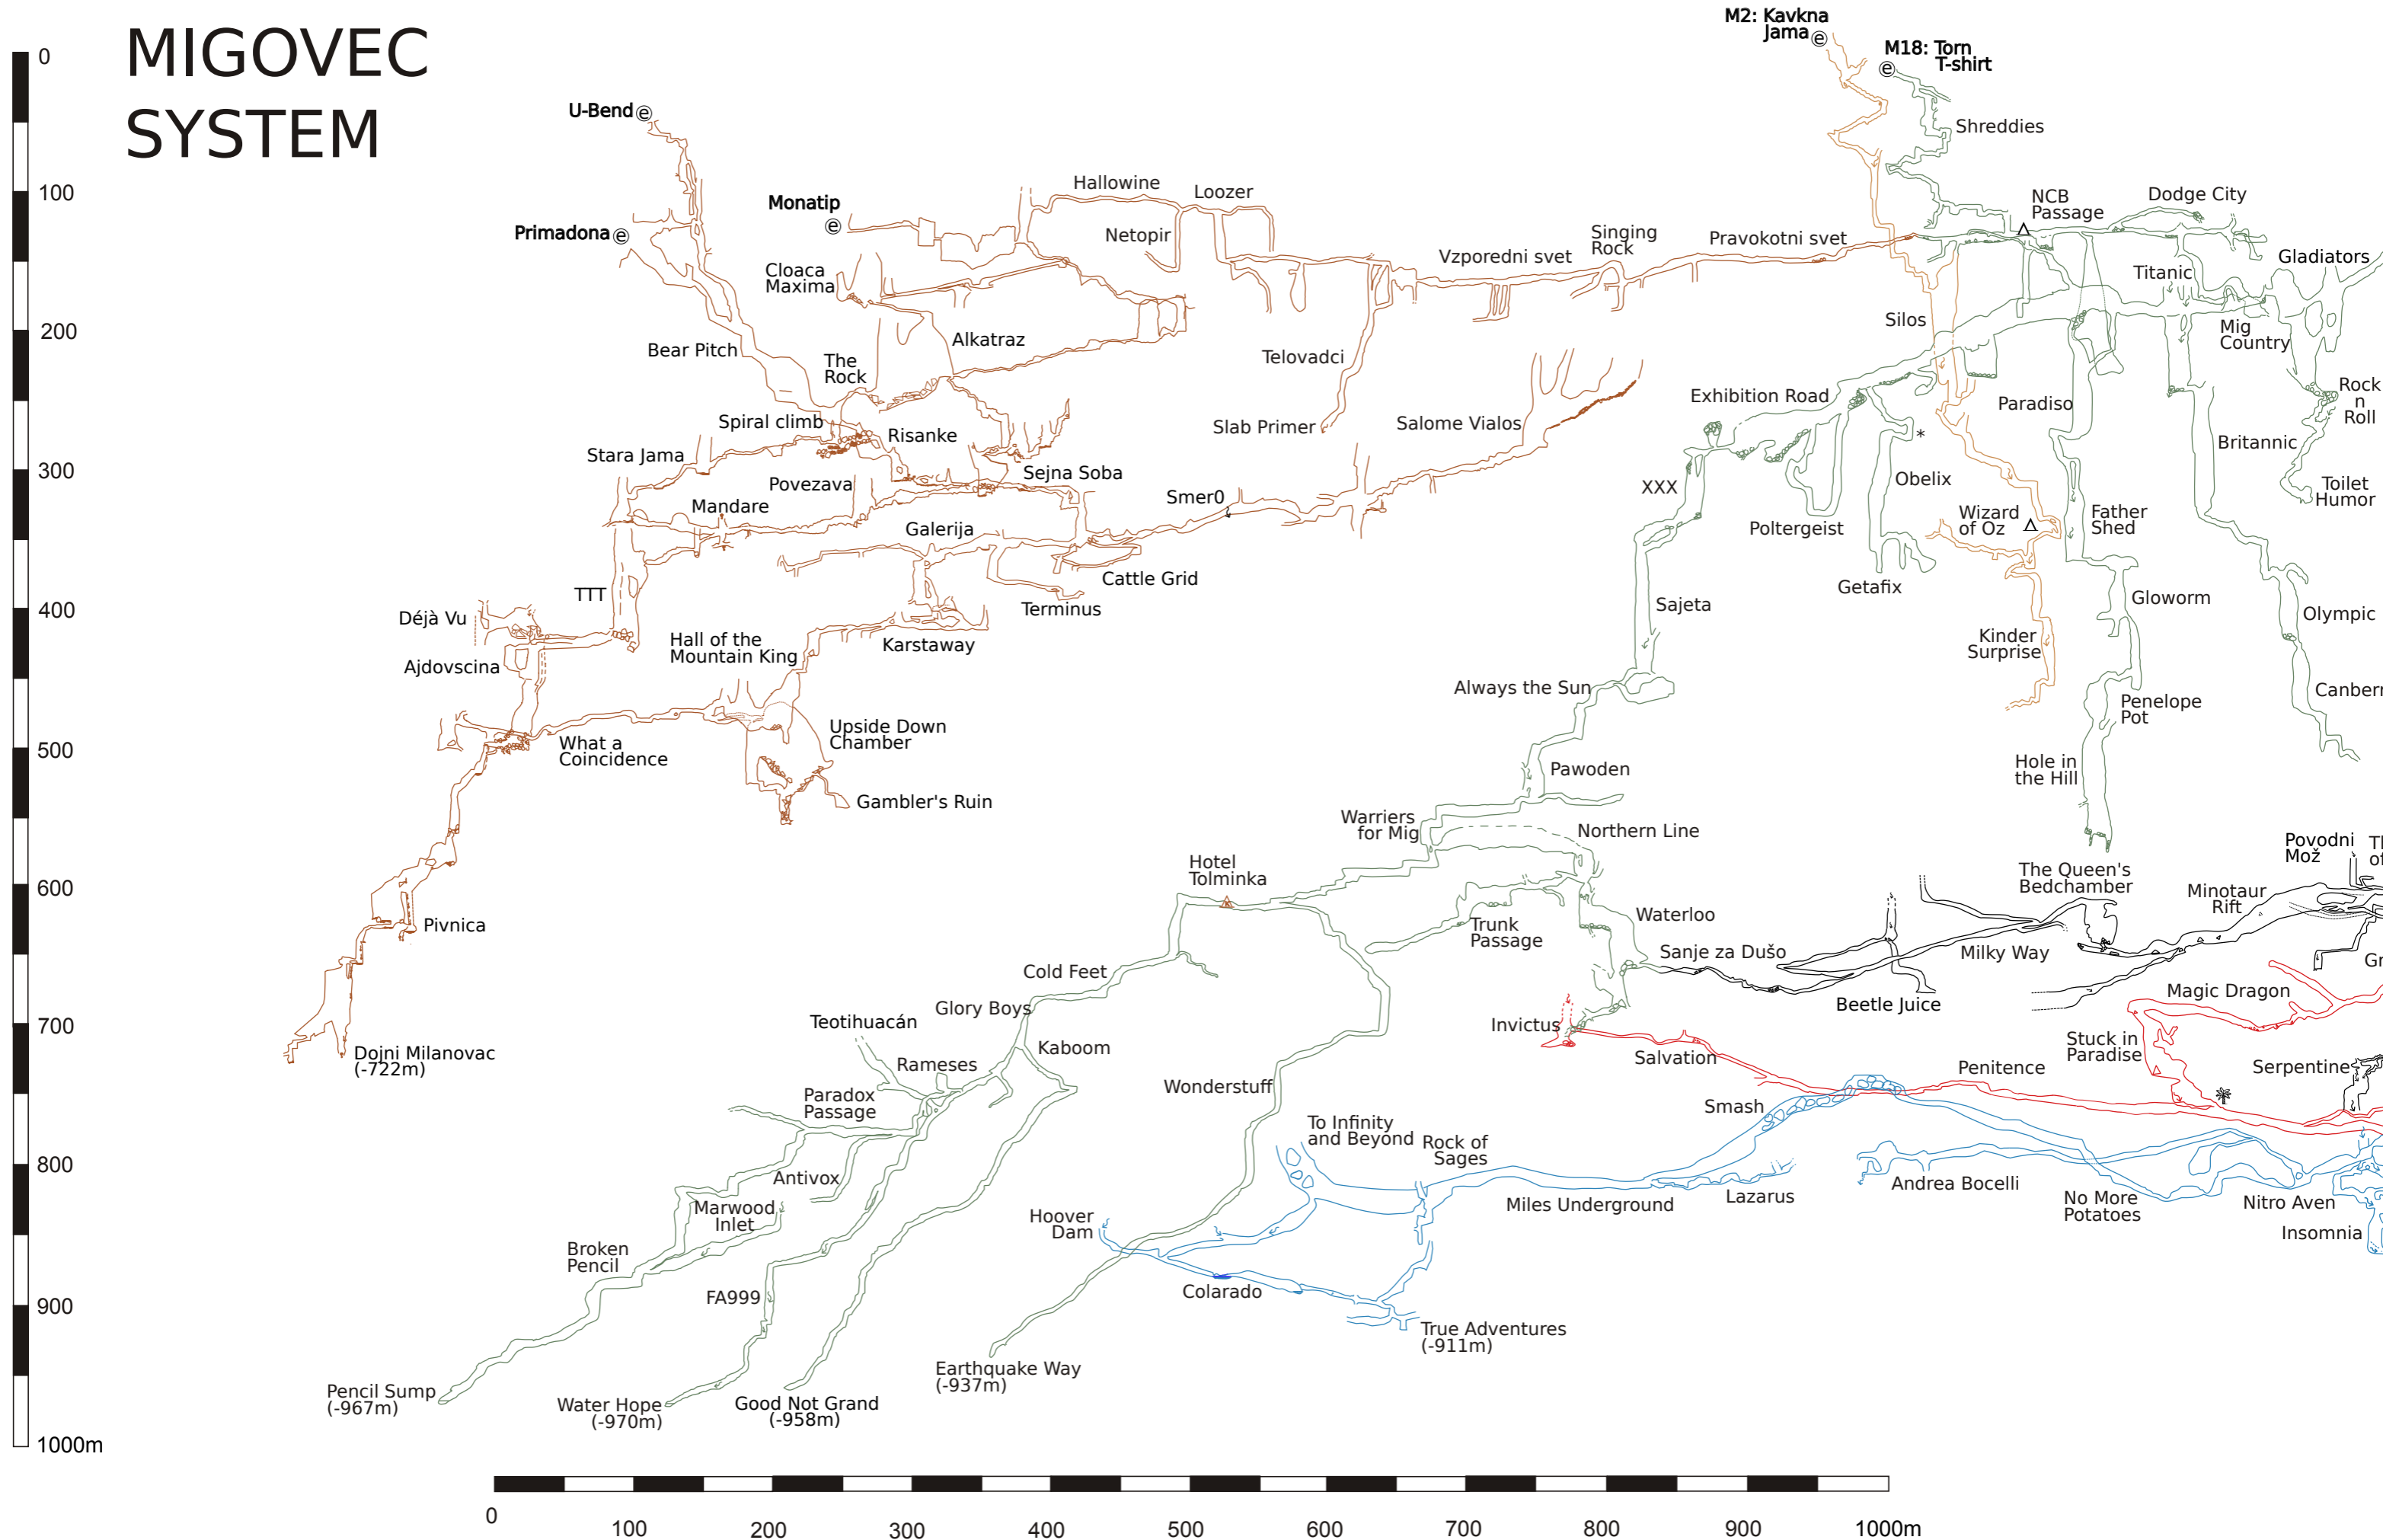 MIGOVEC
SYSTEM
0
100
200
300
400
500
600
700
800
900
1000m
M2: Kavkna
Jama
e
M18: Torn
T-shirt
e
U-Bend
e
Shreddies
Hallowine
Loozer
NCB
Passage
Dodge City
Monatip
e
Primadona
e
Netopir
Singing
Rock
Pravokotni svet
Vzporedni svet
Gladiators
Cloaca
Maxima
Titanic
Silos
Mig
Country
Alkatraz
Bear Pitch
The
Rock
Telovadci
Exhibition Road
Paradiso
Rock
n
Roll
Spiral climb
Risanke
Slab Primer
Salome Vialos
*
Britannic
Stara Jama
Sejna Soba
Povezava
XXX
Obelix
Toilet
Humor
Mandare
Smer0
Galerija
Poltergeist
Wizard
of Oz
Father
Shed
Cattle Grid
Getafix
TTT
Terminus
Sajeta
Gloworm
Déjà Vu
Olympic
Hall of the
Mountain King
Karstaway
Kinder
Surprise
Ajdovscina
Always the Sun
Canberr
Penelope
Pot
Upside Down
Chamber
What a
Coincidence
Pawoden
Hole in
the Hill
Gambler's Ruin
Warriers
for Mig
Northern Line
Povodni
Mož
Th
of
Hotel
Tolminka
The Queen's
Bedchamber
Minotaur
Rift
Pivnica
Trunk
Passage
Waterloo
Sanje za Dušo
Milky Way
Gr
Cold Feet
Magic Dragon
Beetle Juice
Glory Boys
Teotihuacán
Invictus
Dojni Milanovac
(-722m)
Kaboom
Salvation
Stuck in
Paradise
Rameses
Penitence
Serpentine
Wonderstuff
Paradox
Passage
Smash
To Infinity
and Beyond
Rock of
Sages
Antivox
Andrea Bocelli
Lazarus
Miles Underground
No More
Potatoes
Nitro Aven
Marwood
Inlet
Hoover
Dam
Insomnia
Broken
Pencil
FA999
Colarado
True Adventures
(-911m)
Earthquake Way
(-937m)
Pencil Sump
(-967m)
Water Hope
(-970m)
Good Not Grand
(-958m)
0
100
200
300
400
500
600
700
800
900
1000m